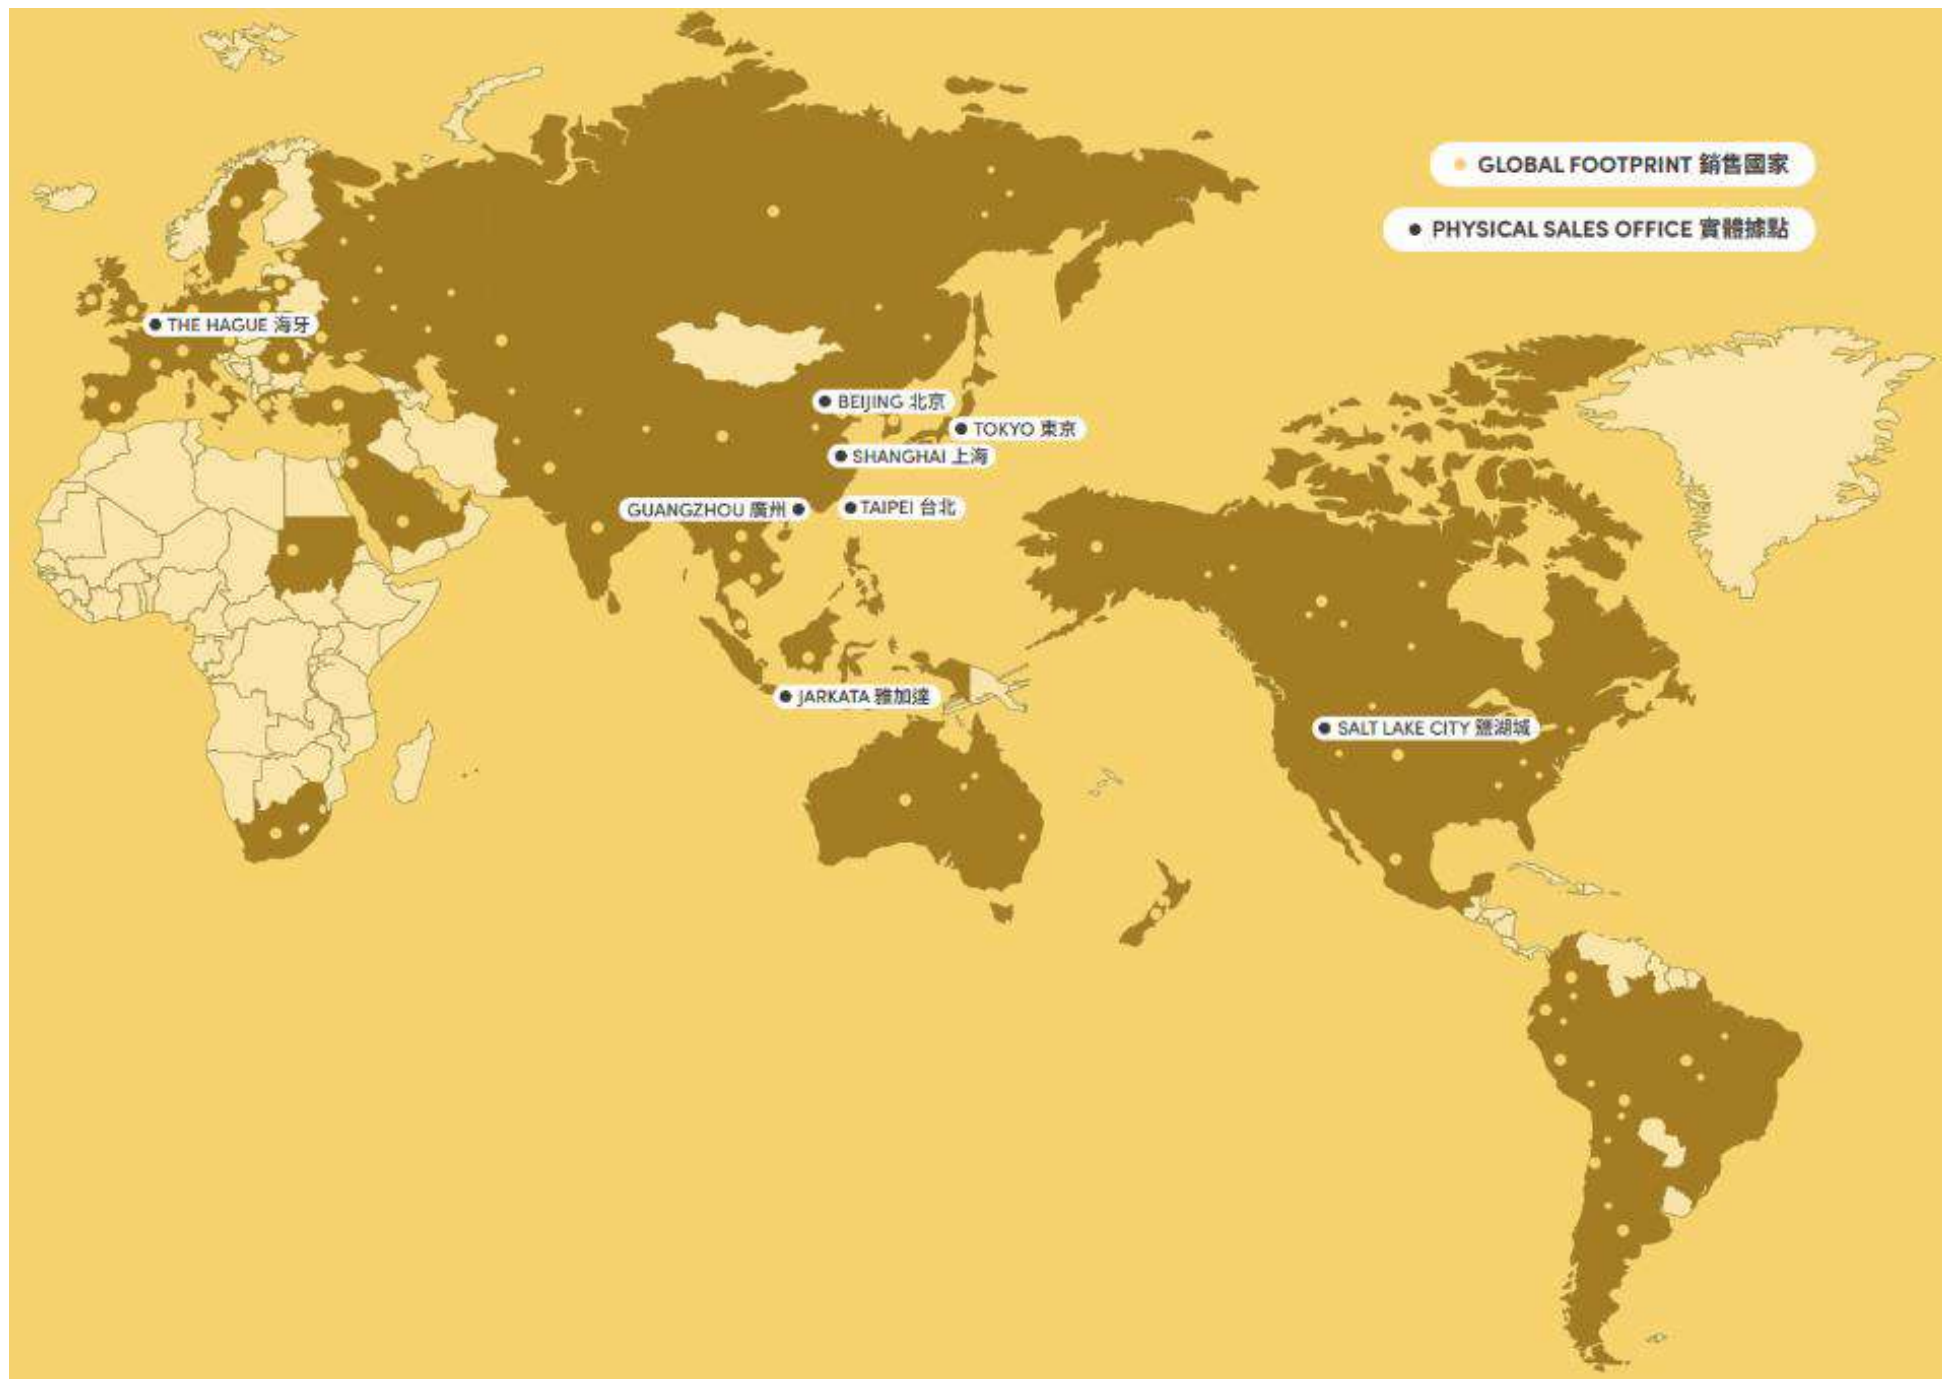 GLOBAL FOOTPRINT 銷售國家
PHYSICAL SALES OFFICE 實體據點
THE HAGUE 海牙
BEIJING 北京
TOKYO 東京
SHANGHAI 上海
GUANGZHOU 廣州
TAIPEI 台北
JARKATA 雅加達
SALT LAKE CITY 鹽湖城